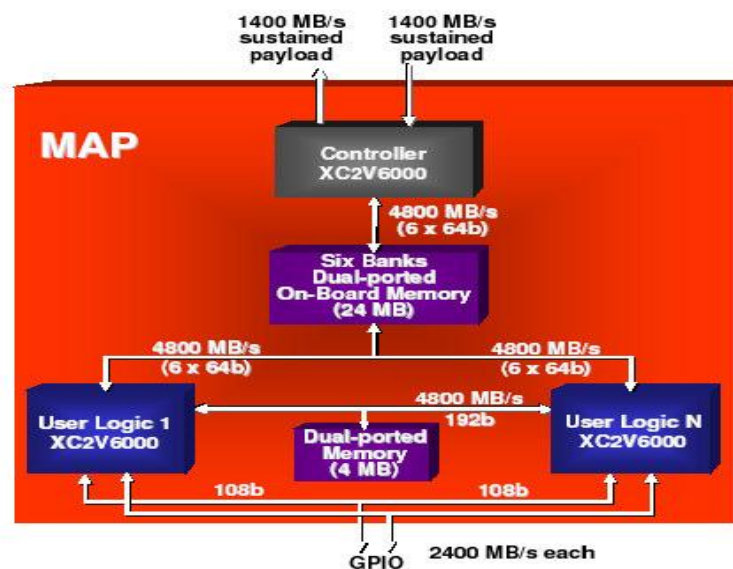 1400 MB/s
sustained
payload
1400 MB/s
sustained
payload
MAP
Controller
XC2V6000
4800 MB/s
(6 x 64b)
Six Banks
Dual-ported
On-Board Memory
(24 MB)
4800 MB/s
(6 x 64b)
4800 MB/s
(6 x 64b)
User Logic 1
XC2V6000
4800 MB/s
192b
User Logic N
XC2V6000
Dual-ported
Memory
(4 MB)
108b
108b
GPIO
2400 MB/s each